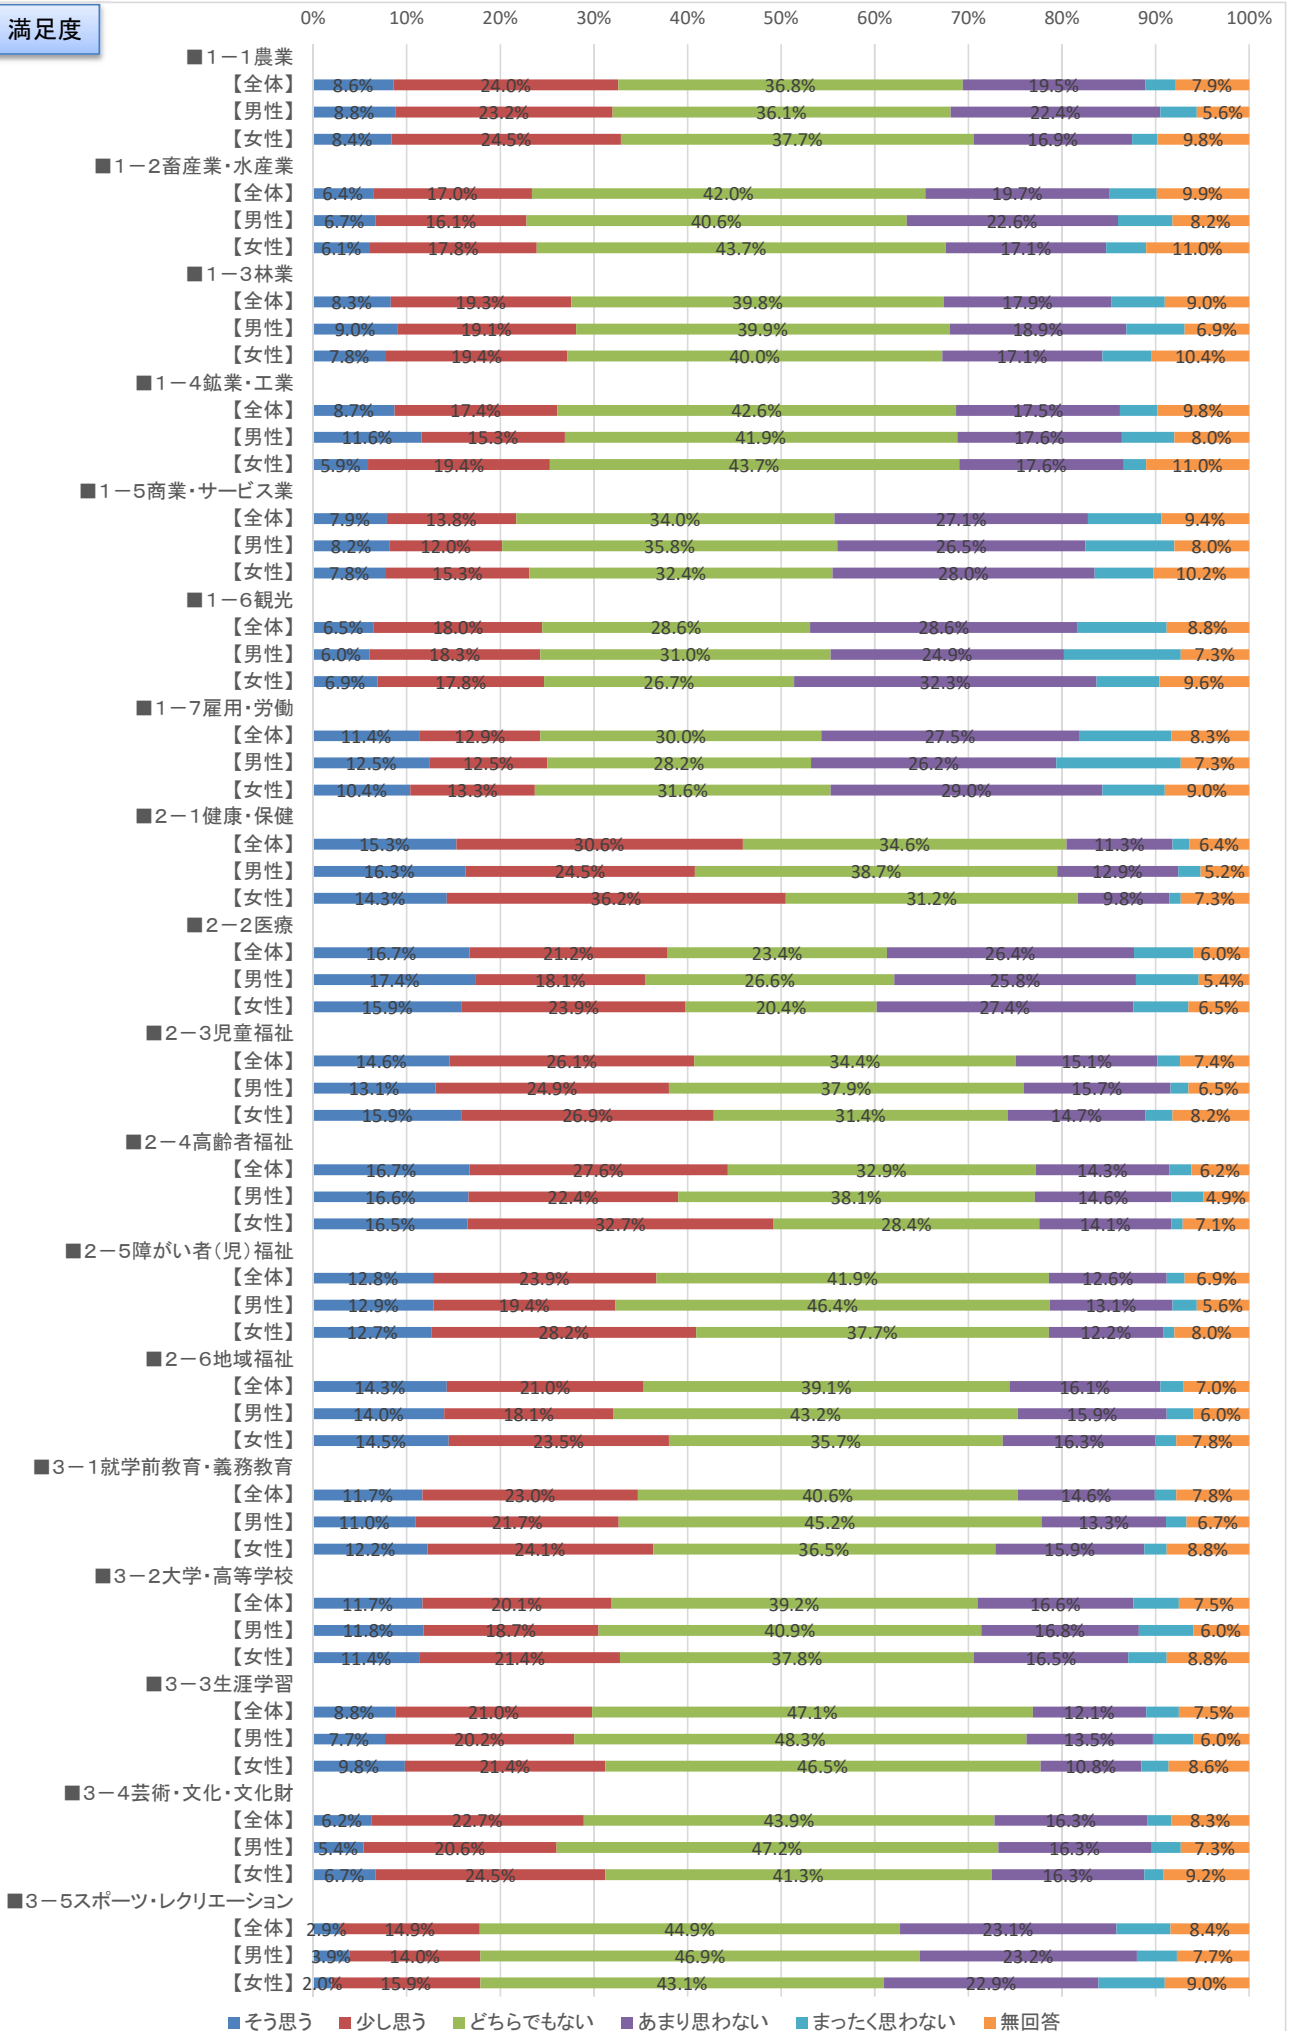 満足度
0% 10% 20% 30% 40% 50% 60% 70% 80% 90% 100%
■1－1農業
【全体】 8.6% 24.0% 36.8% 19.5% 7.9%
【男性】 8.8% 23.2% 36.1% 22.4% 5.6%
【女性】 8.4% 24.5% 37.7% 16.9% 9.8%
■1－2畜産業・水産業
【全体】 6.4% 17.0% 42.0% 19.7% 9.9%
【男性】 6.7% 16.1% 40.6% 22.6% 8.2%
【女性】 6.1% 17.8% 43.7% 17.1% 11.0%
■1－3林業
【全体】 8.3% 19.3% 39.8% 17.9% 9.0%
【男性】 9.0% 19.1% 39.9% 18.9% 6.9%
【女性】 7.8% 19.4% 40.0% 17.1% 10.4%
■1－4鉱業・工業
【全体】 8.7% 17.4% 42.6% 17.5% 9.8%
【男性】 11.6% 15.3% 41.9% 17.6% 8.0%
【女性】 5.9% 19.4% 43.7% 17.6% 11.0%
■1－5商業・サービス業
【全体】 7.9% 13.8% 34.0% 27.1% 9.4%
【男性】 8.2% 12.0% 35.8% 26.5% 8.0%
【女性】 7.8% 15.3% 32.4% 28.0% 10.2%
■1－6観光
【全体】 6.5% 18.0% 28.6% 28.6% 8.8%
【男性】 6.0% 18.3% 31.0% 24.9% 7.3%
【女性】 6.9% 17.8% 26.7% 32.3% 9.6%
■1－7雇用・労働
【全体】 11.4% 12.9% 30.0% 27.5% 8.3%
【男性】 12.5% 12.5% 28.2% 26.2% 7.3%
【女性】 10.4% 13.3% 31.6% 29.0% 9.0%
■2－1健康・保健
【全体】 15.3% 30.6% 34.6% 11.3% 6.4%
【男性】 16.3% 24.5% 38.7% 12.9% 5.2%
【女性】 14.3% 36.2% 31.2% 9.8% 7.3%
■2－2医療
【全体】 16.7% 21.2% 23.4% 26.4% 6.0%
【男性】 17.4% 18.1% 26.6% 25.8% 5.4%
【女性】 15.9% 23.9% 20.4% 27.4% 6.5%
■2－3児童福祉
【全体】 14.6% 26.1% 34.4% 15.1% 7.4%
【男性】 13.1% 24.9% 37.9% 15.7% 6.5%
【女性】 15.9% 26.9% 31.4% 14.7% 8.2%
■2－4高齢者福祉
【全体】 16.7% 27.6% 32.9% 14.3% 6.2%
【男性】 16.6% 22.4% 38.1% 14.6% 4.9%
【女性】 16.5% 32.7% 28.4% 14.1% 7.1%
■2－5障がい者（児）福祉
【全体】 12.8% 23.9% 41.9% 12.6% 6.9%
【男性】 12.9% 19.4% 46.4% 13.1% 5.6%
【女性】 12.7% 28.2% 37.7% 12.2% 8.0%
■2－6地域福祉
【全体】 14.3% 21.0% 39.1% 16.1% 7.0%
【男性】 14.0% 18.1% 43.2% 15.9% 6.0%
【女性】 14.5% 23.5% 35.7% 16.3% 7.8%
■3－1就学前教育・義務教育
【全体】 11.7% 23.0% 40.6% 14.6% 7.8%
【男性】 11.0% 21.7% 45.2% 13.3% 6.7%
【女性】 12.2% 24.1% 36.5% 15.9% 8.8%
■3－2大学・高等学校
【全体】 11.7% 20.1% 39.2% 16.6% 7.5%
【男性】 11.8% 18.7% 40.9% 16.8% 6.0%
【女性】 11.4% 21.4% 37.8% 16.5% 8.8%
■3－3生涯学習
【全体】 8.8% 21.0% 47.1% 12.1% 7.5%
【男性】 7.7% 20.2% 48.3% 13.5% 6.0%
【女性】 9.8% 21.4% 46.5% 10.8% 8.6%
■3－4芸術・文化・文化財
【全体】 6.2% 22.7% 43.9% 16.3% 8.3%
【男性】 5.4% 20.6% 47.2% 16.3% 7.3%
【女性】 6.7% 24.5% 41.3% 16.3% 9.2%
■3－5スポーツ・レクリエーション
【全体】 2.9% 14.9% 44.9% 23.1% 8.4%
【男性】 3.9% 14.0% 46.9% 23.2% 7.7%
【女性】 2.0% 15.9% 43.1% 22.9% 9.0%
■そう思う ■少し思う ■どちらでもない ■あまり思わない ■まったく思わない ■無回答